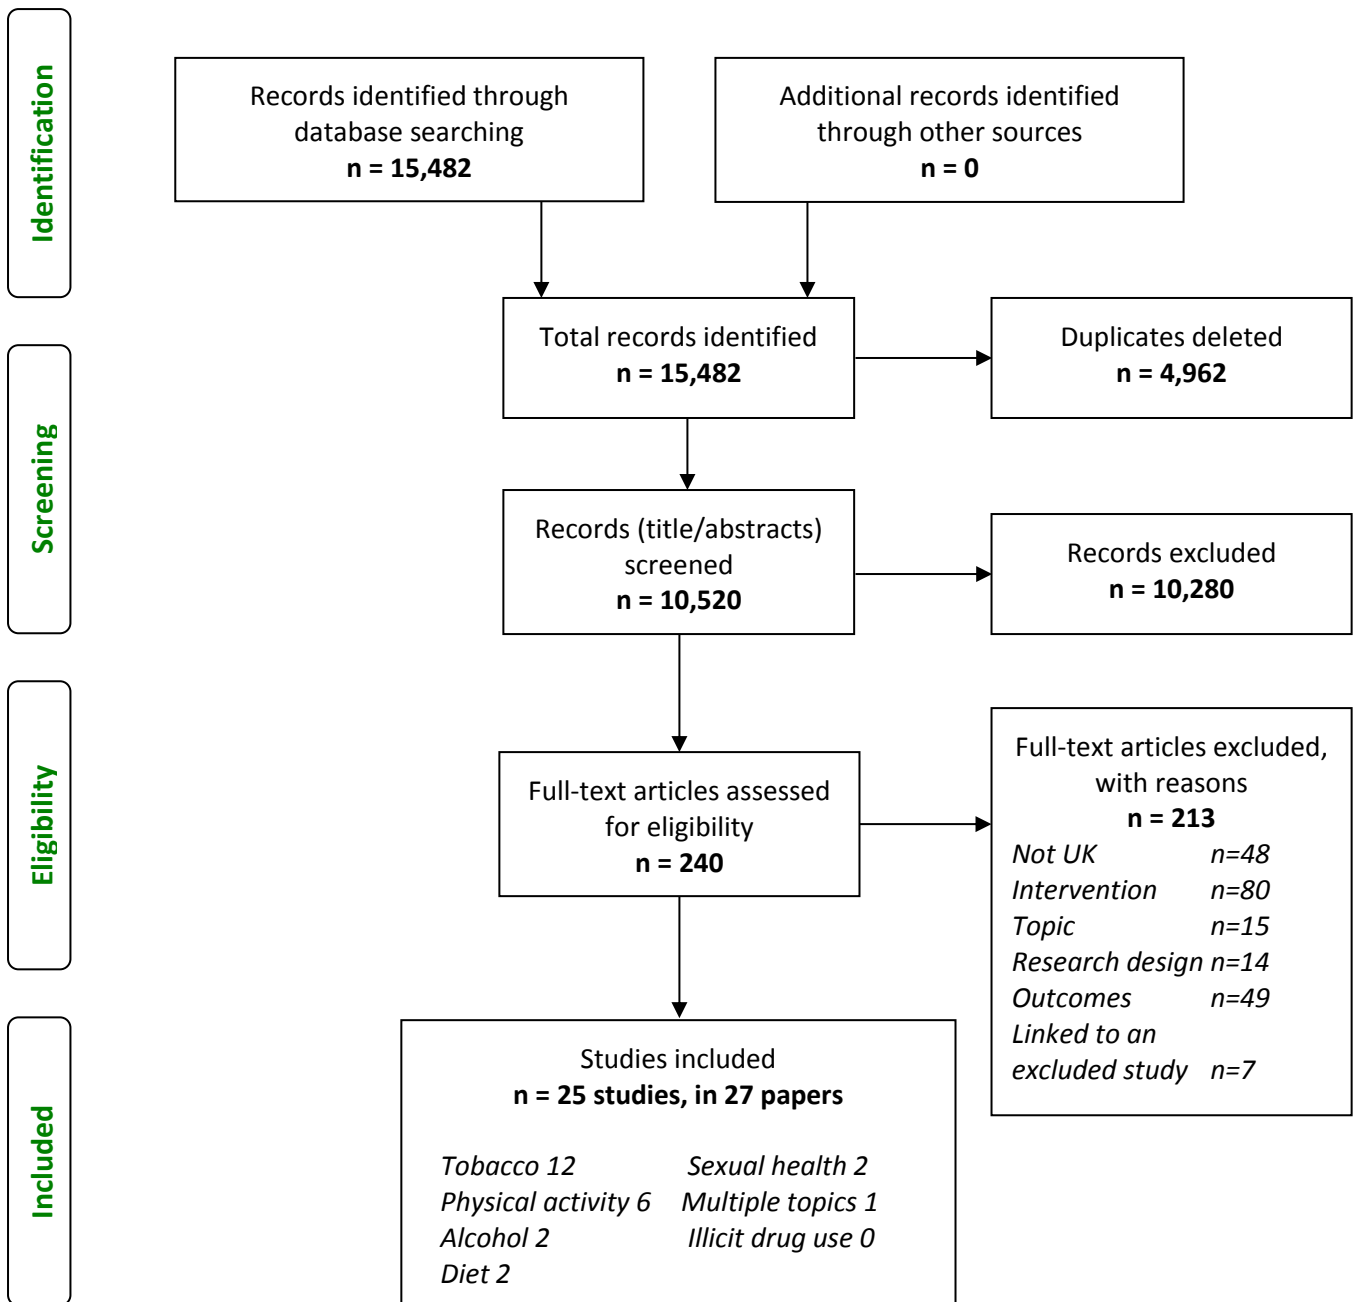 Identification
Records identified through
database searching
n = 15,482
Additional records identified
through other sources
n = 0
Total records identified
n = 15,482
Duplicates deleted
n = 4,962
Screening
Records (title/abstracts)
screened
n = 10,520
Records excluded
n = 10,280
Eligibility
Full-text articles assessed
for eligibility
n = 240
Full-text articles excluded,
with reasons
n = 213
Not UK n=48
Intervention n=80
Topic n=15
Research design n=14
Outcomes n=49
Linked to an
excluded study n=7
Included
Studies included
n = 25 studies, in 27 papers
Tobacco 12 Sexual health 2
Physical activity 6 Multiple topics 1
Alcohol 2 Illicit drug use 0
Diet 2